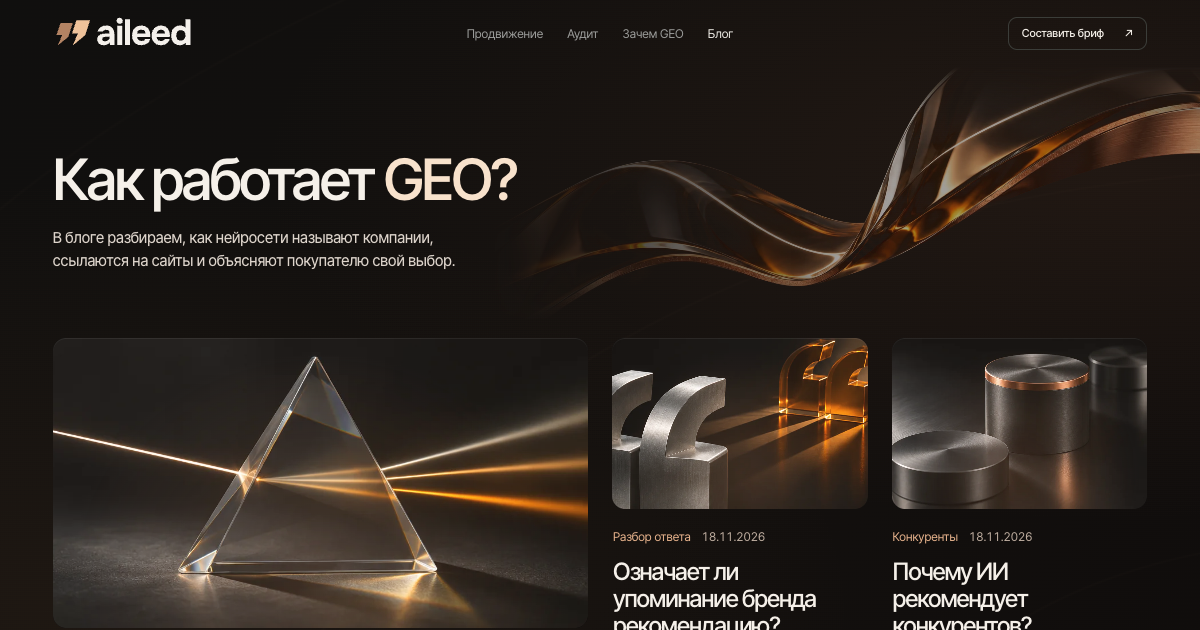 aileed
Продвижение
Аудит
Зачем GEO
Блог
Составить бриф
Как работает GEO?
В блоге разбираем, как нейросети называют компании,
ссылаются на сайты и объясняют покупателю свой выбор.
Разбор ответа 18.11.2026
Означает ли
упоминание бренда
рекомендацию?
Конкуренты 18.11.2026
Почему ИИ
рекомендует
конкурентов?